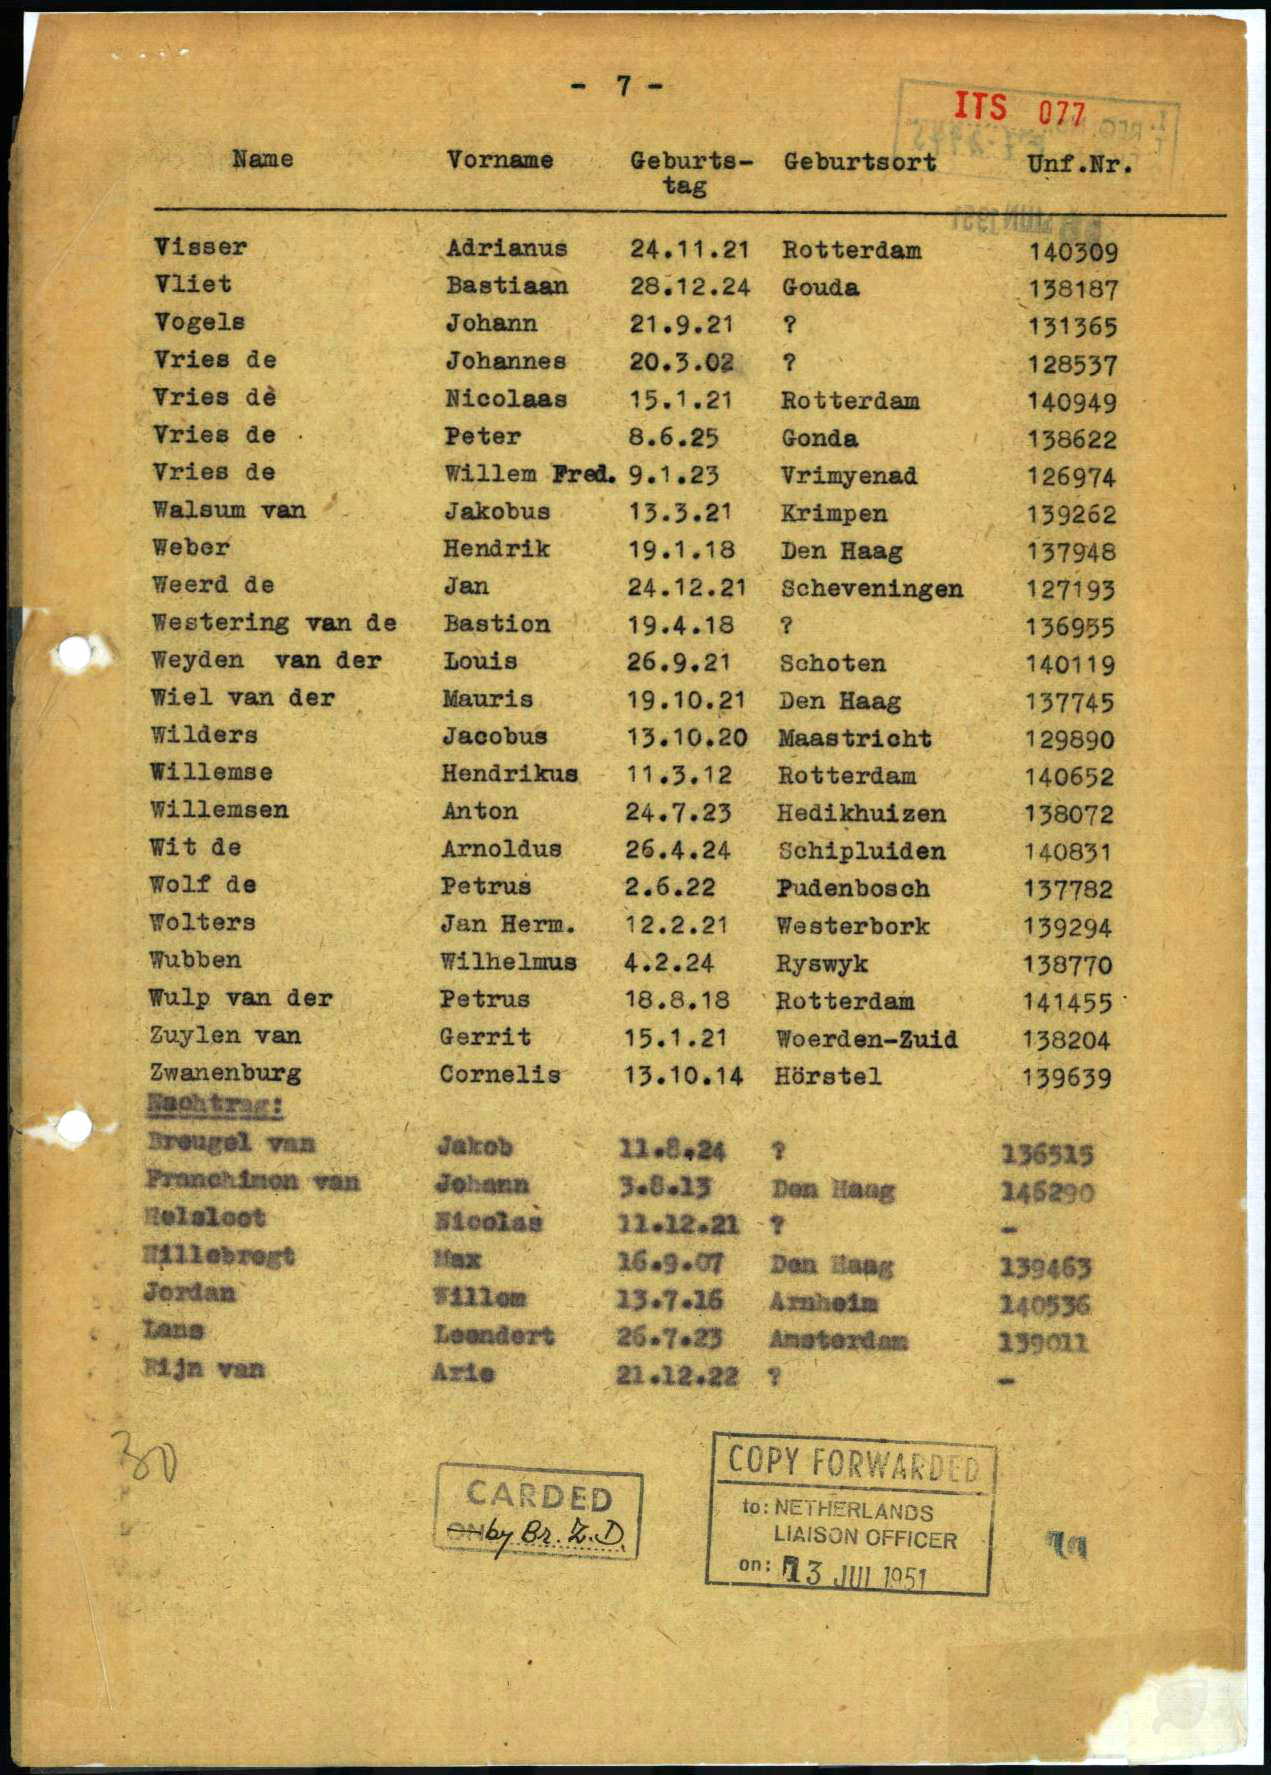 - 7 -
ITS 077
Name Vorname Geburts- Geburtsort Unf.Nr.
tag
Visser Adrianus 24.11.21 Rotterdam 140309
Vliet Bastiaan 28.12.24 Gouda 138187
Vogels Johann 21.9.21 ? 131365
Vries de Johannes 20.3.02 ? 128537
Vries de Nicolaas 15.1.21 Rotterdam 140949
Vries de Peter 8.6.25 Gonda 138622
Vries de Willem Fred. 9.1.23 Vrimyenad 126974
Walsum van Jakobus 13.3.21 Krimpen 139262
Weber Hendrik 19.1.18 Den Haag 137948
Weerd de Jan 24.12.21 Scheveningen 127193
Westering van de Bastion 19.4.18 ? 136955
Weyden van der Louis 26.9.21 Schoten 140119
Wiel van der Mauris 19.10.21 Den Haag 137745
Wilders Jacobus 13.10.20 Maastricht 129890
Willemse Hendrikus 11.3.12 Rotterdam 140652
Willemsen Anton 24.7.23 Hedikhuizen 138072
Wit de Arnoldus 26.4.24 Schipluiden 140831
Wolf de Petrus 2.6.22 Pudenbosch 137782
Wolters Jan Herm. 12.2.21 Westerbork 139294
Wubben Wilhelmus 4.2.24 Ryswyk 138770
Wulp van der Petrus 18.8.18 Rotterdam 141455
Zuylen van Gerrit 15.1.21 Woerden-Zuid 138204
Zwanenburg Cornelis 13.10.14 Hörstel 139639
Nachtrag:
Breugel van Jakob 11.8.24 ? 136515
Franchimon van Johann 3.8.13 Den Haag 146290
Helsloot Nicolas 11.12.21 ? -
Hillebregt Max 16.9.07 Den Haag 139463
Jordan Willem 13.7.16 Arnheim 140536
Lans Leendert 26.7.23 Amsterdam 139011
Rijn van Arie 21.12.22 ? -
30
CARDED
ON by Br. Z. D.
COPY FORWARDED
to: NETHERLANDS
LIAISON OFFICER
on: 13 JUL 1951